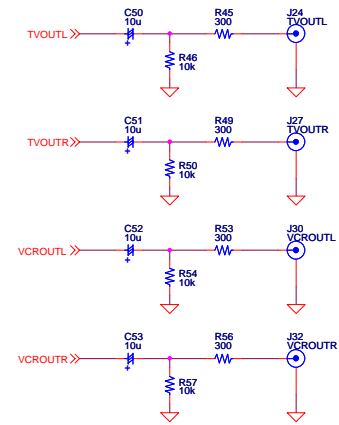 C50
10u
R45
300
J24
TVOUTL
TVOUTL
R46
10k
C51
10u
R49
300
J27
TVOUTR
TVOUTR
R50
10k
C52
10u
R53
300
J30
VCROUTL
VCROUTL
R54
10k
C53
10u
R56
300
J32
VCROUTR
VCROUTR
R57
10k